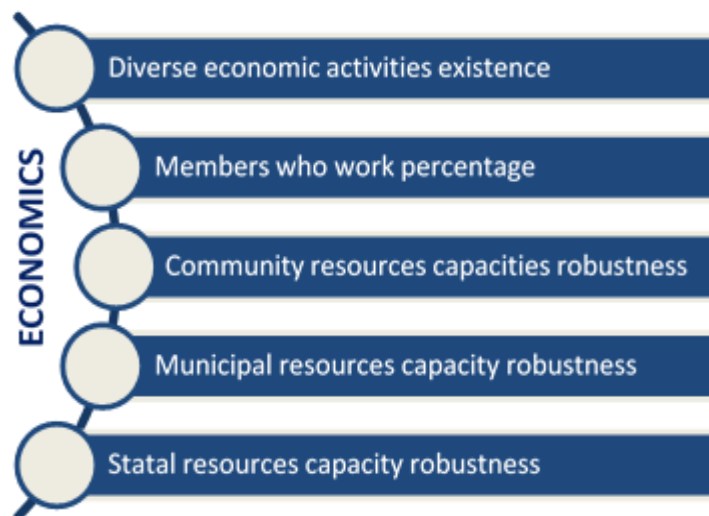 ECONOMICS
Diverse economic activities existence
Members who work percentage
Community resources capacities robustness
Municipal resources capacity robustness
Statal resources capacity robustness